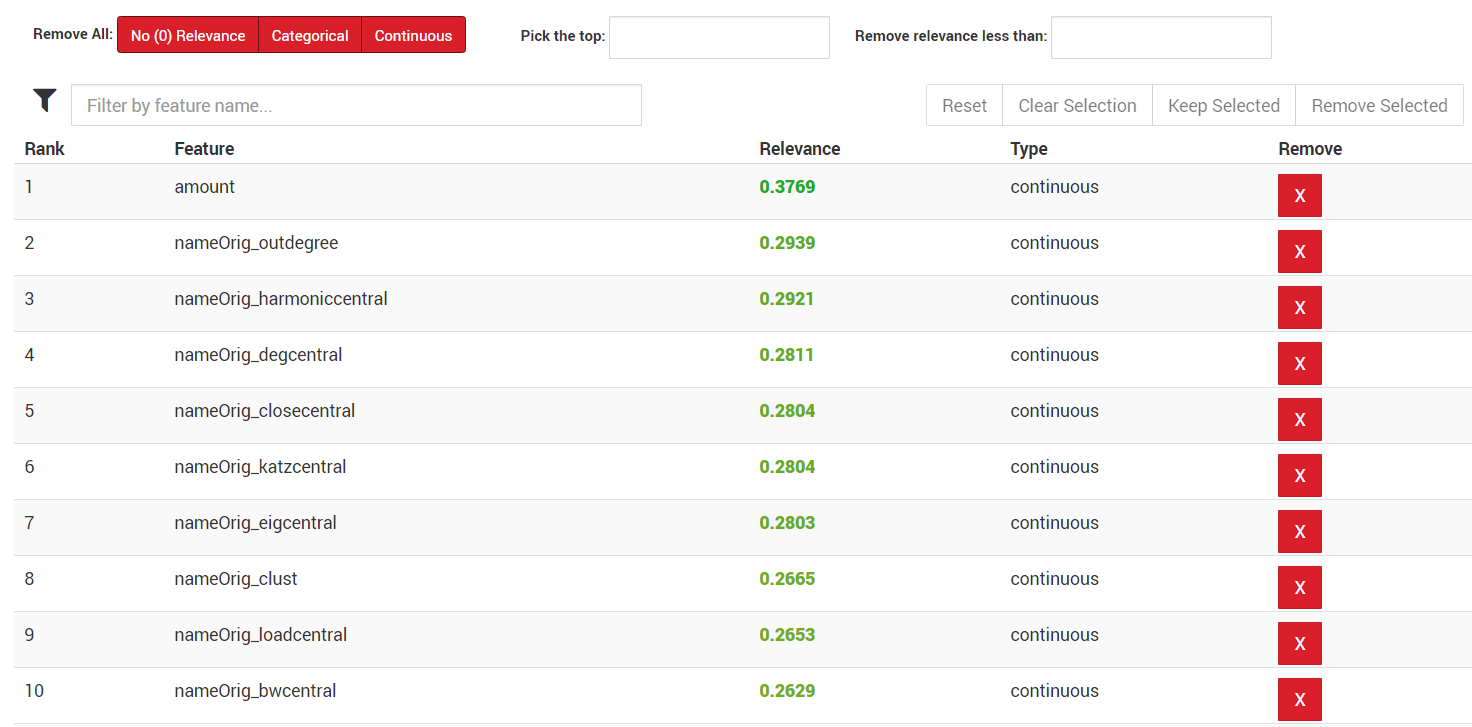 Remove All: No (0) Relevance Categorical Continuous Pick the top: Remove relevance less than:
Filter by feature name... Reset Clear Selection Keep Selected Remove Selected
Rank Feature Relevance Type Remove
1 amount 0.3769 continuous X
2 nameOrig_outdegree 0.2939 continuous X
3 nameOrig_harmoniccentral 0.2921 continuous X
4 nameOrig_degcentral 0.2811 continuous X
5 nameOrig_closecentral 0.2804 continuous X
6 nameOrig_katzcentral 0.2804 continuous X
7 nameOrig_eigcentral 0.2803 continuous X
8 nameOrig_clust 0.2665 continuous X
9 nameOrig_loadcentral 0.2653 continuous X
10 nameOrig_bwcentral 0.2629 continuous X